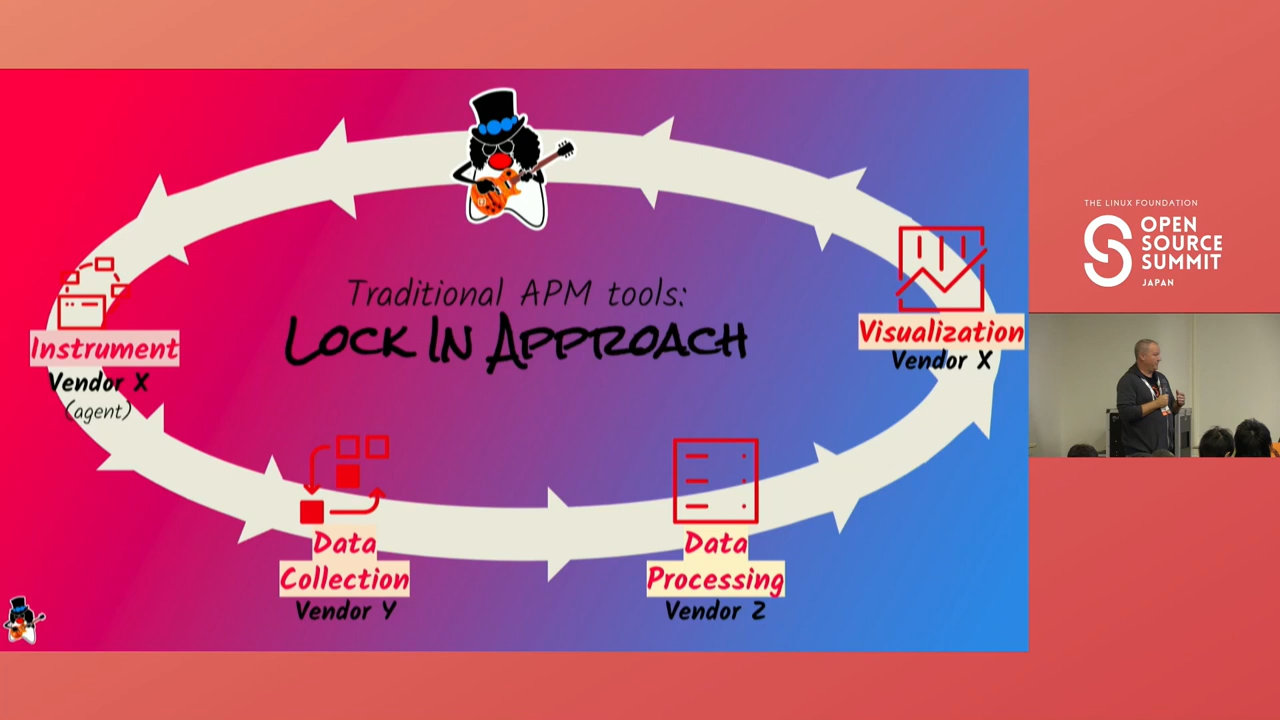 Traditional APM tools:
Lock In Approach
Instrument
Vendor X
(agent)
Data
Collection
Vendor Y
Data
Processing
Vendor Z
Visualization
Vendor X
THE LINUX FOUNDATION
OPEN
SOURCE
SUMMIT
JAPAN